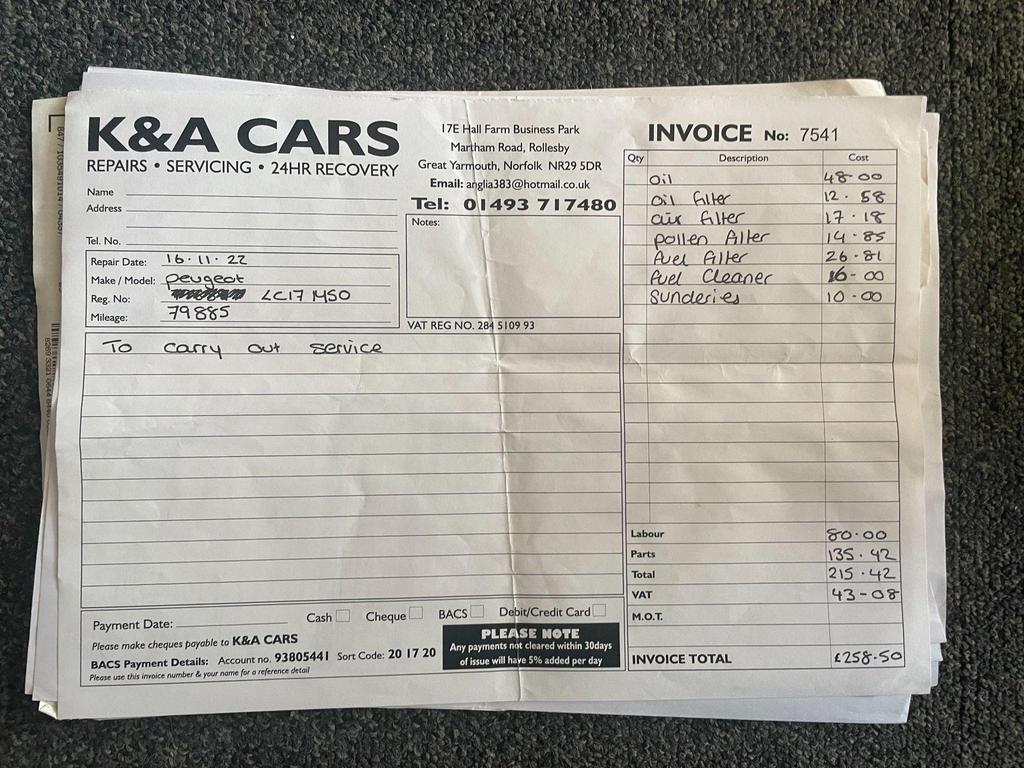 K&A CARS
REPAIRS • SERVICING • 24HR RECOVERY
17E Hall Farm Business Park
Martham Road, Rollesby
Great Yarmouth, Norfolk NR29 5DR
Email: anglia383@hotmail.co.uk
Tel: 01493 717480
Name
Address
Tel. No.
Repair Date: 16.11.22
Make / Model: peugeot
Reg. No: LC17 MSO
Mileage: 79885
Notes:
VAT REG NO. 284 5109 93
To carry out service
INVOICE No: 7541
Qty Description Cost
oil 48-00
oil filter 12.58
air filter 17.18
pollen filter 14.85
fuel filter 26.81
fuel Cleaner 16-00
Sunderies 10-00
Labour 80.00
Parts 135.42
Total 215.42
VAT 43-08
M.O.T.
INVOICE TOTAL £258.50
Payment Date: Cash Cheque BACS Debit/Credit Card
Please make cheques payable to K&A CARS
BACS Payment Details: Account no. 93805441 Sort Code: 20 17 20
Please use this invoice number & your name for a reference detail
PLEASE NOTE
Any payments not cleared within 30days
of issue will have 5% added per day